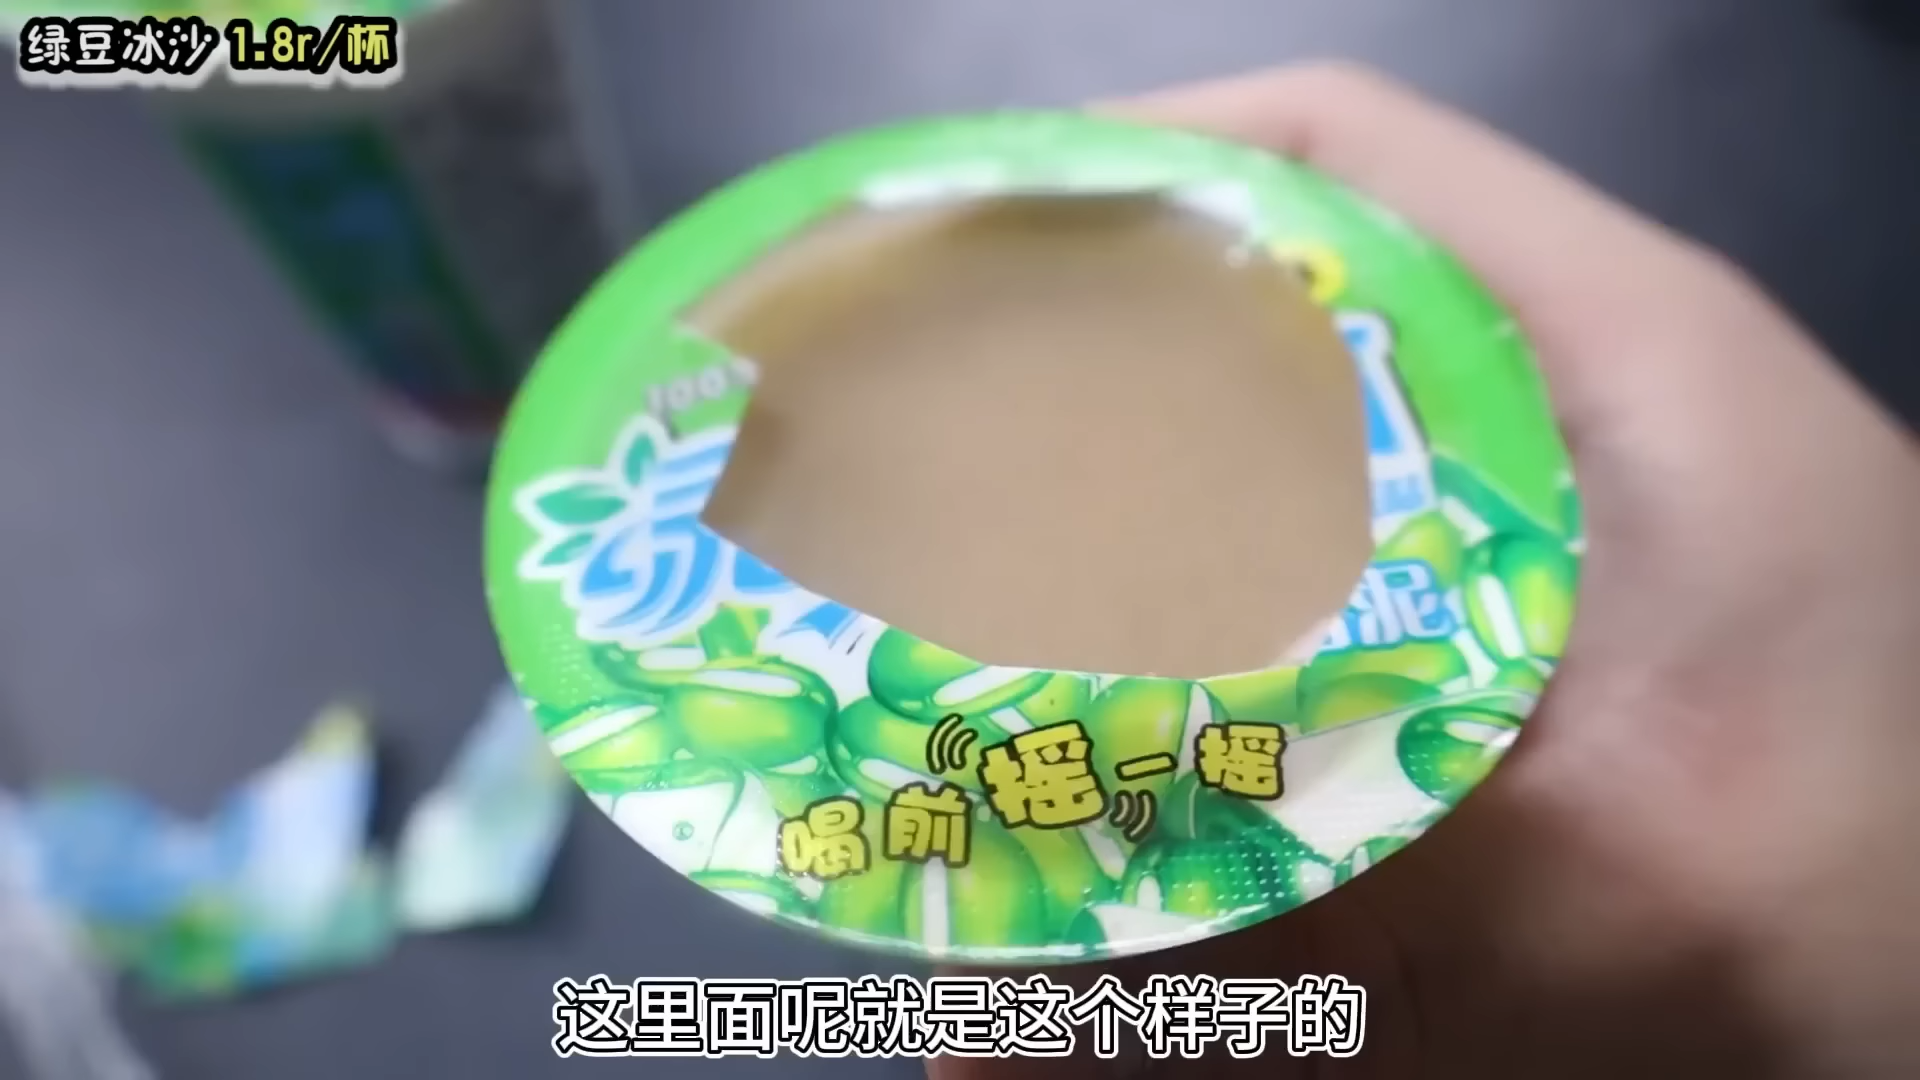 绿豆冰沙 1.8r/杯
泥
喝前摇一摇
这里面呢就是这个样子的